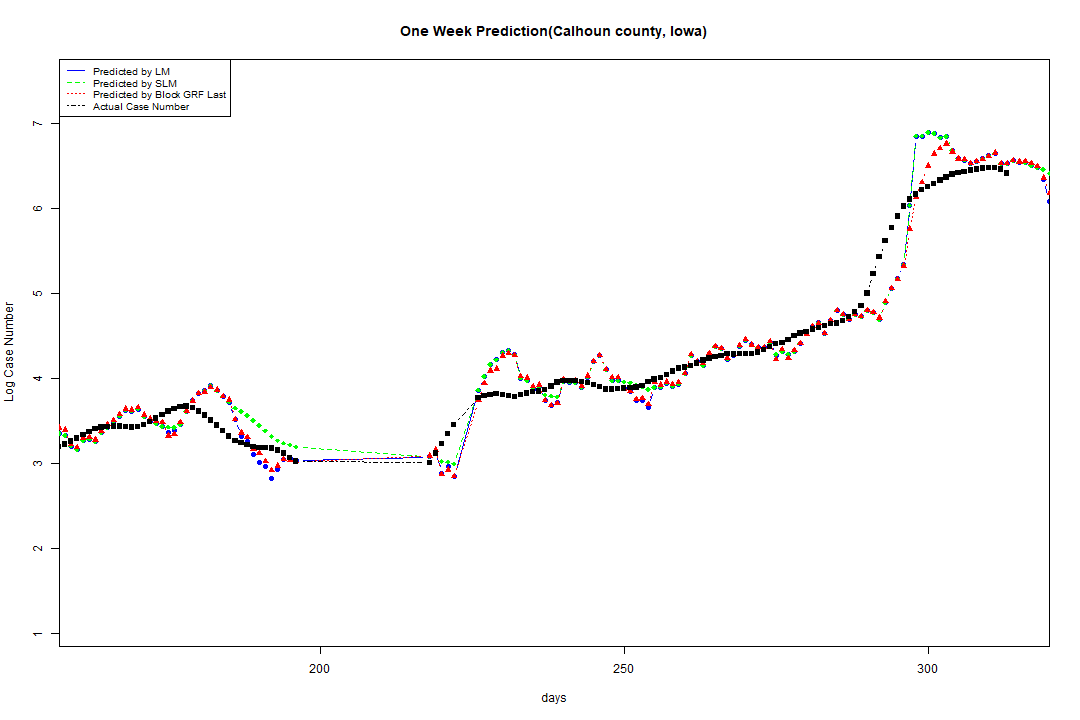 One Week Prediction(Calhoun county, Iowa)
Predicted by LM
Predicted by SLM
Predicted by Block GRF Last
Actual Case Number
Log Case Number
7
6
5
4
3
2
1
200
250
300
days